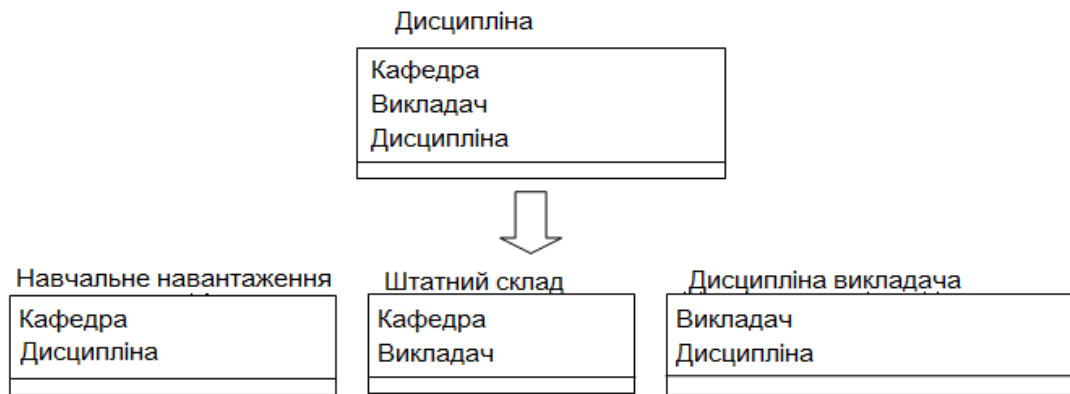 Дисципліна
Кафедра
Викладач
Дисципліна
Навчальне навантаження
Кафедра
Дисципліна
Штатний склад
Кафедра
Викладач
Дисципліна викладача
Викладач
Дисципліна